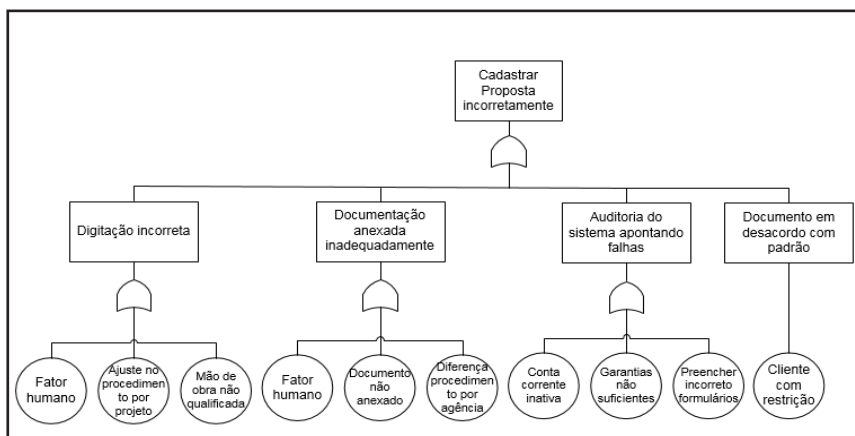 Cadastrar
Proposta
incorretamente
Digitação incorreta
Documentação
anexada
inadequadamente
Auditoria do
sistema apontando
falhas
Documento em
desacordo com
padrão
Fator
humano
Ajuste no
procedimen
to por
projeto
Mão de
obra não
qualificada
Fator
humano
Documento
não
anexado
Diferença
procedimen
to por
agência
Conta
corrente
inativa
Garantias
não
suficientes
Preencher
incorreto
formulários
Cliente
com
restrição